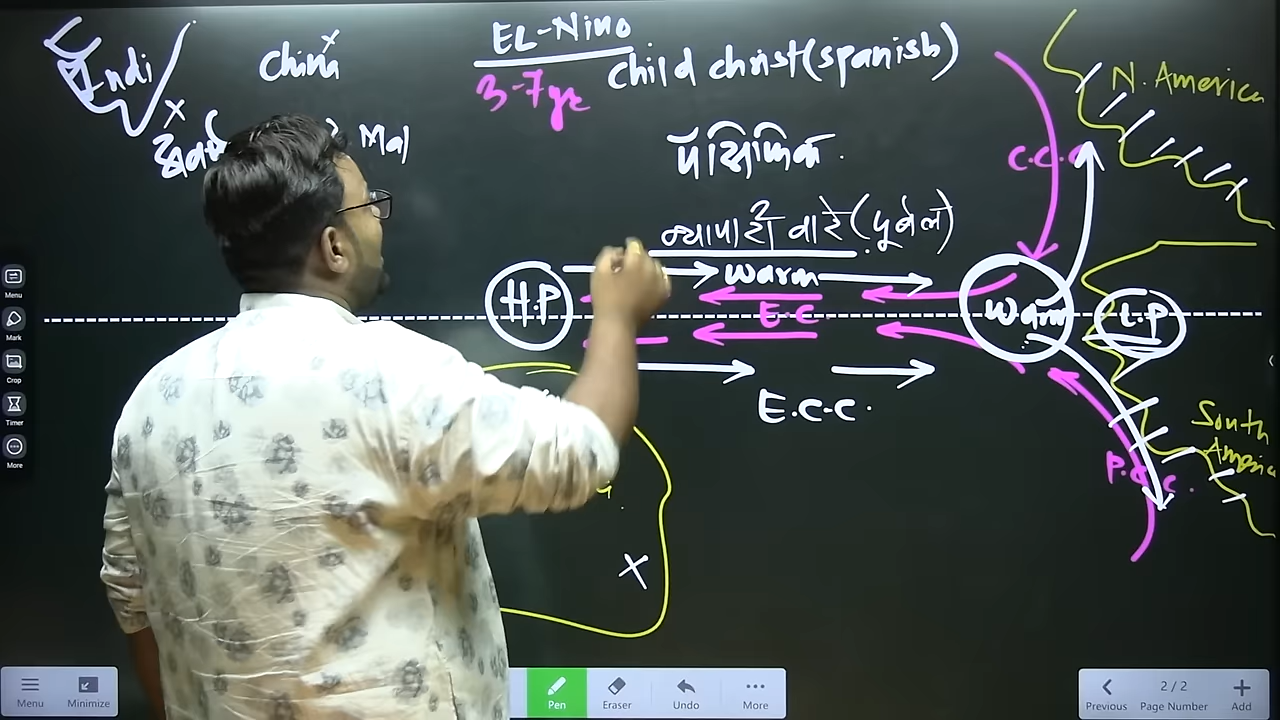 EL-Nino
3-7yr
child christ (spanish)
Indi
China
Mal
N. America
C.C.C
पॅसिफिक
व्यापारी वारे (पूर्वेले)
warm
H.P
E.C
warm
L.P
E.C.C.
South
America
P.C.C.
Menu
Mark
Crop
Timer
More
Menu
Minimize
Pen
Eraser
Undo
More
Previous
2 / 2
Page Number
Add